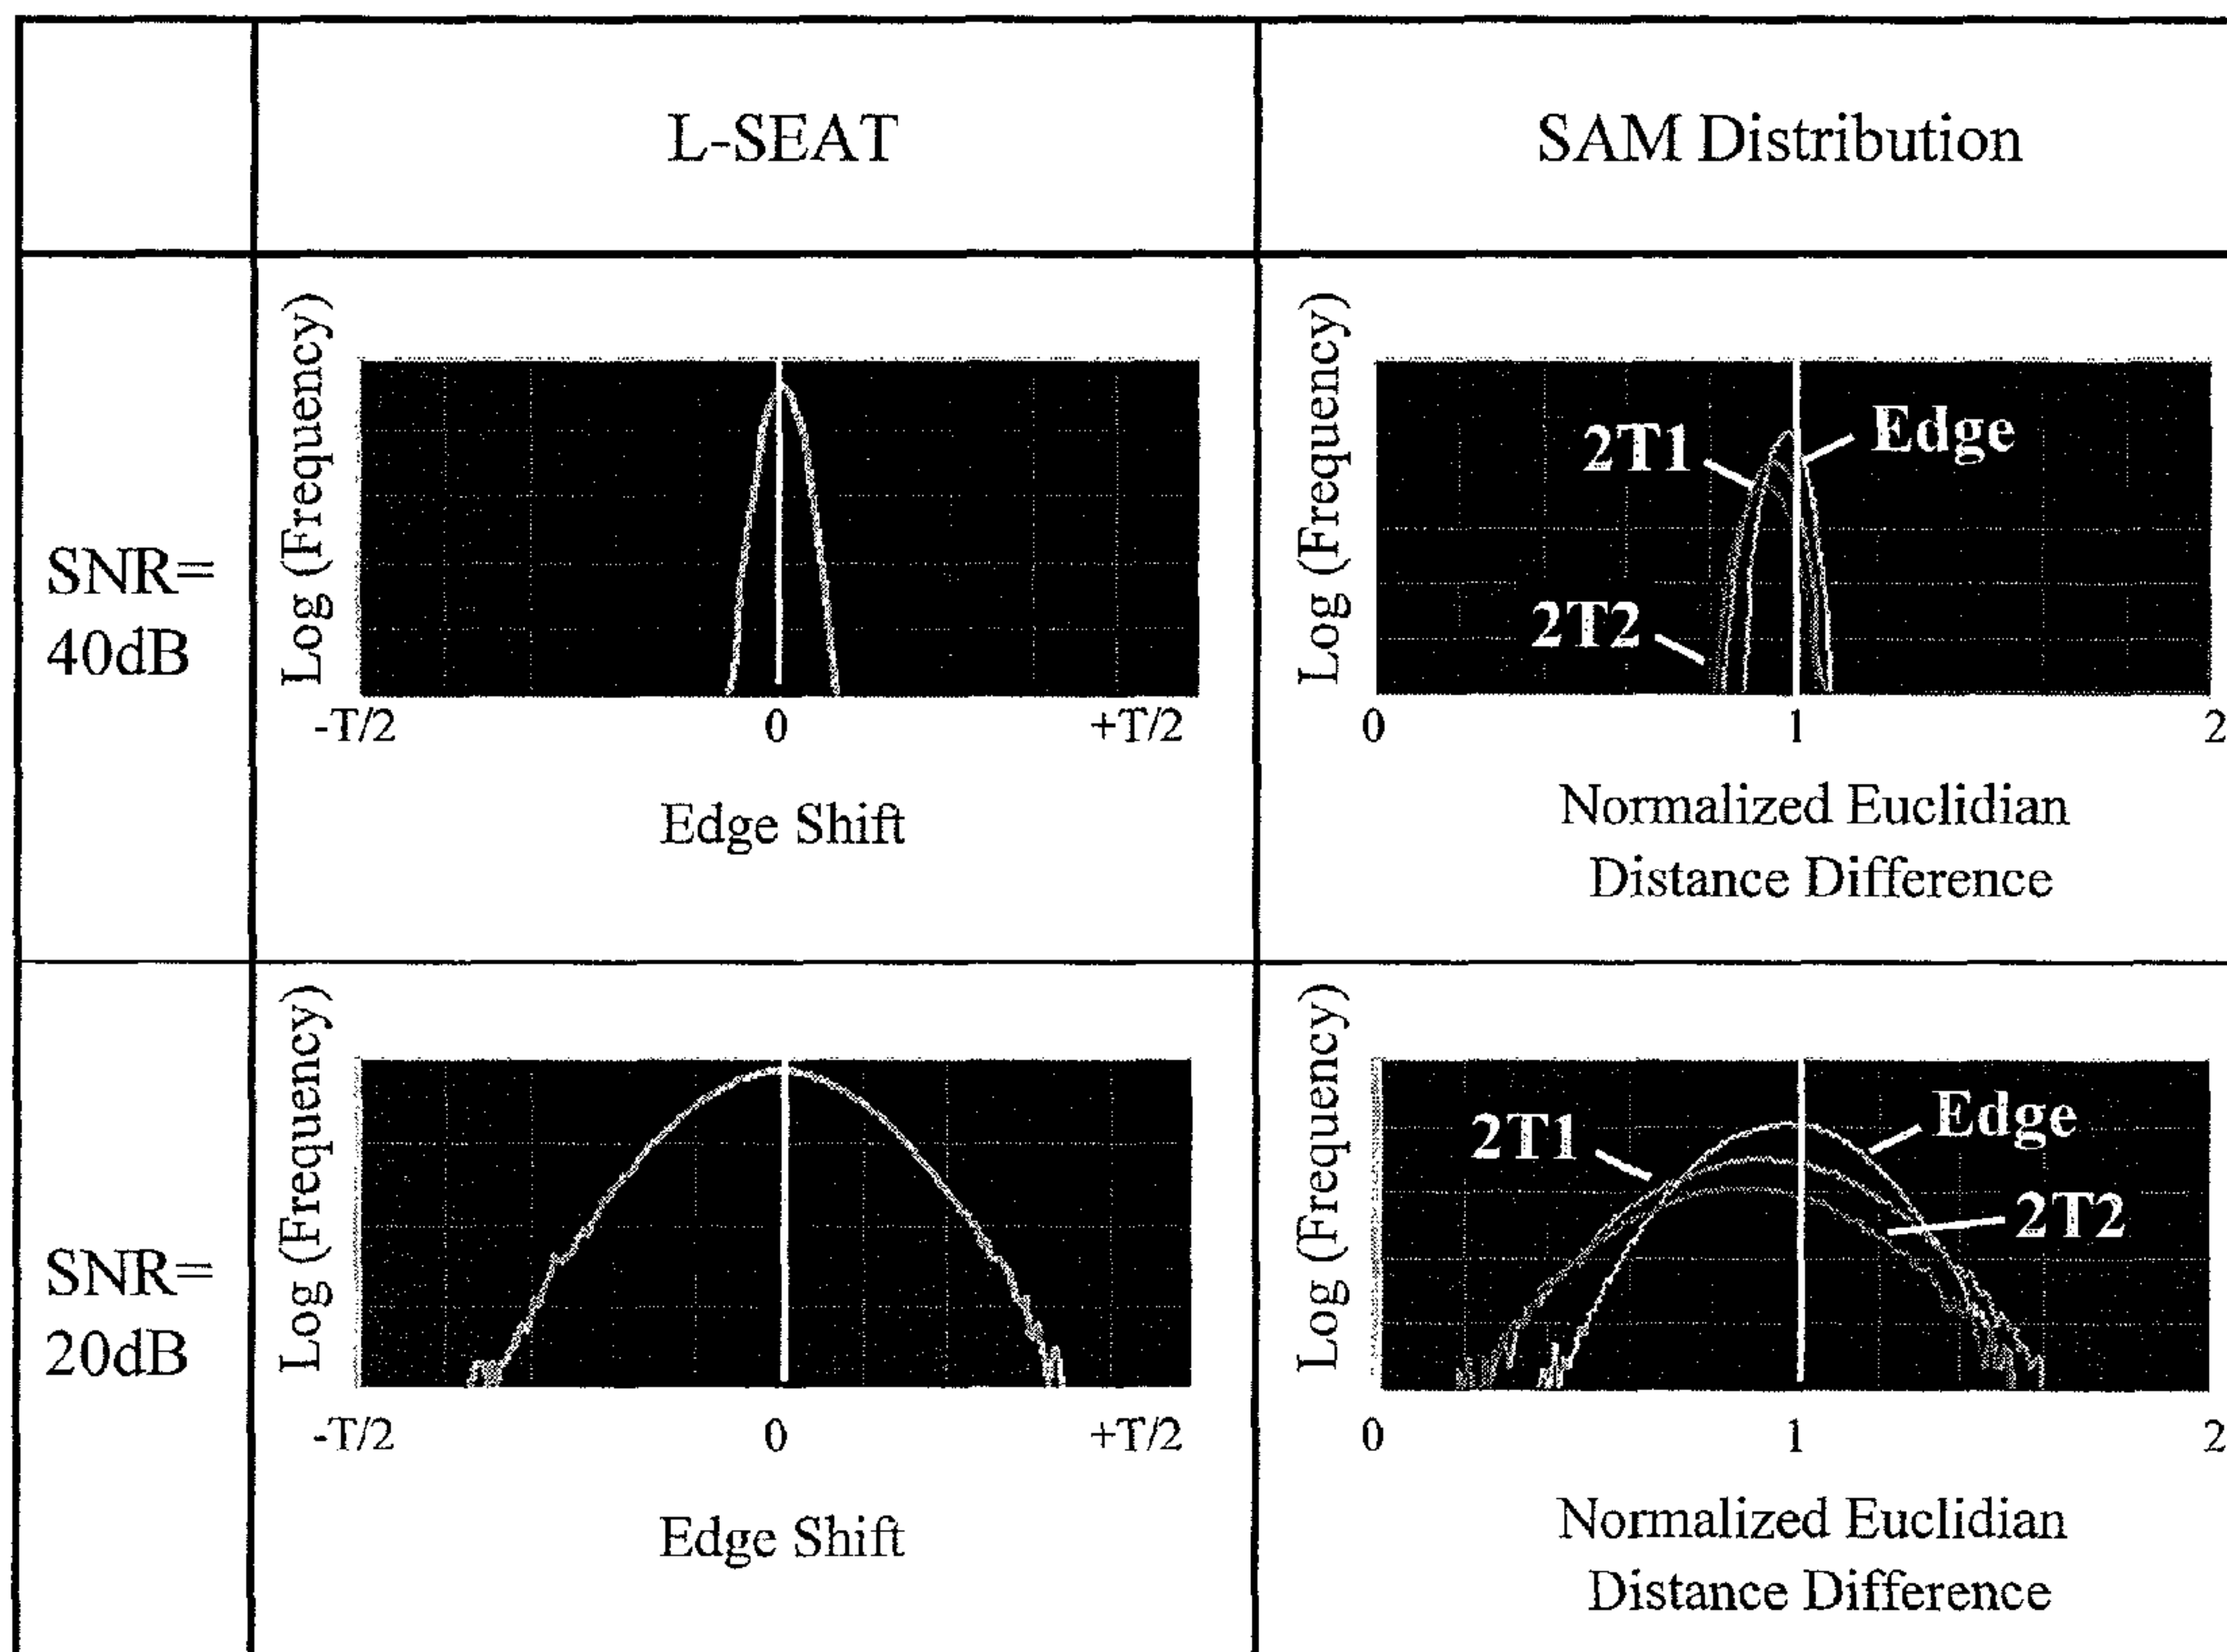 L-SEAT
SAM Distribution
SNR=
40dB
Log (Frequency)
-T/2
0
+T/2
Edge Shift
Log (Frequency)
2T1
Edge
2T2
0
1
2
Normalized Euclidian
Distance Difference
SNR=
20dB
Log (Frequency)
-T/2
0
+T/2
Edge Shift
Log (Frequency)
2T1
Edge
2T2
0
1
2
Normalized Euclidian
Distance Difference